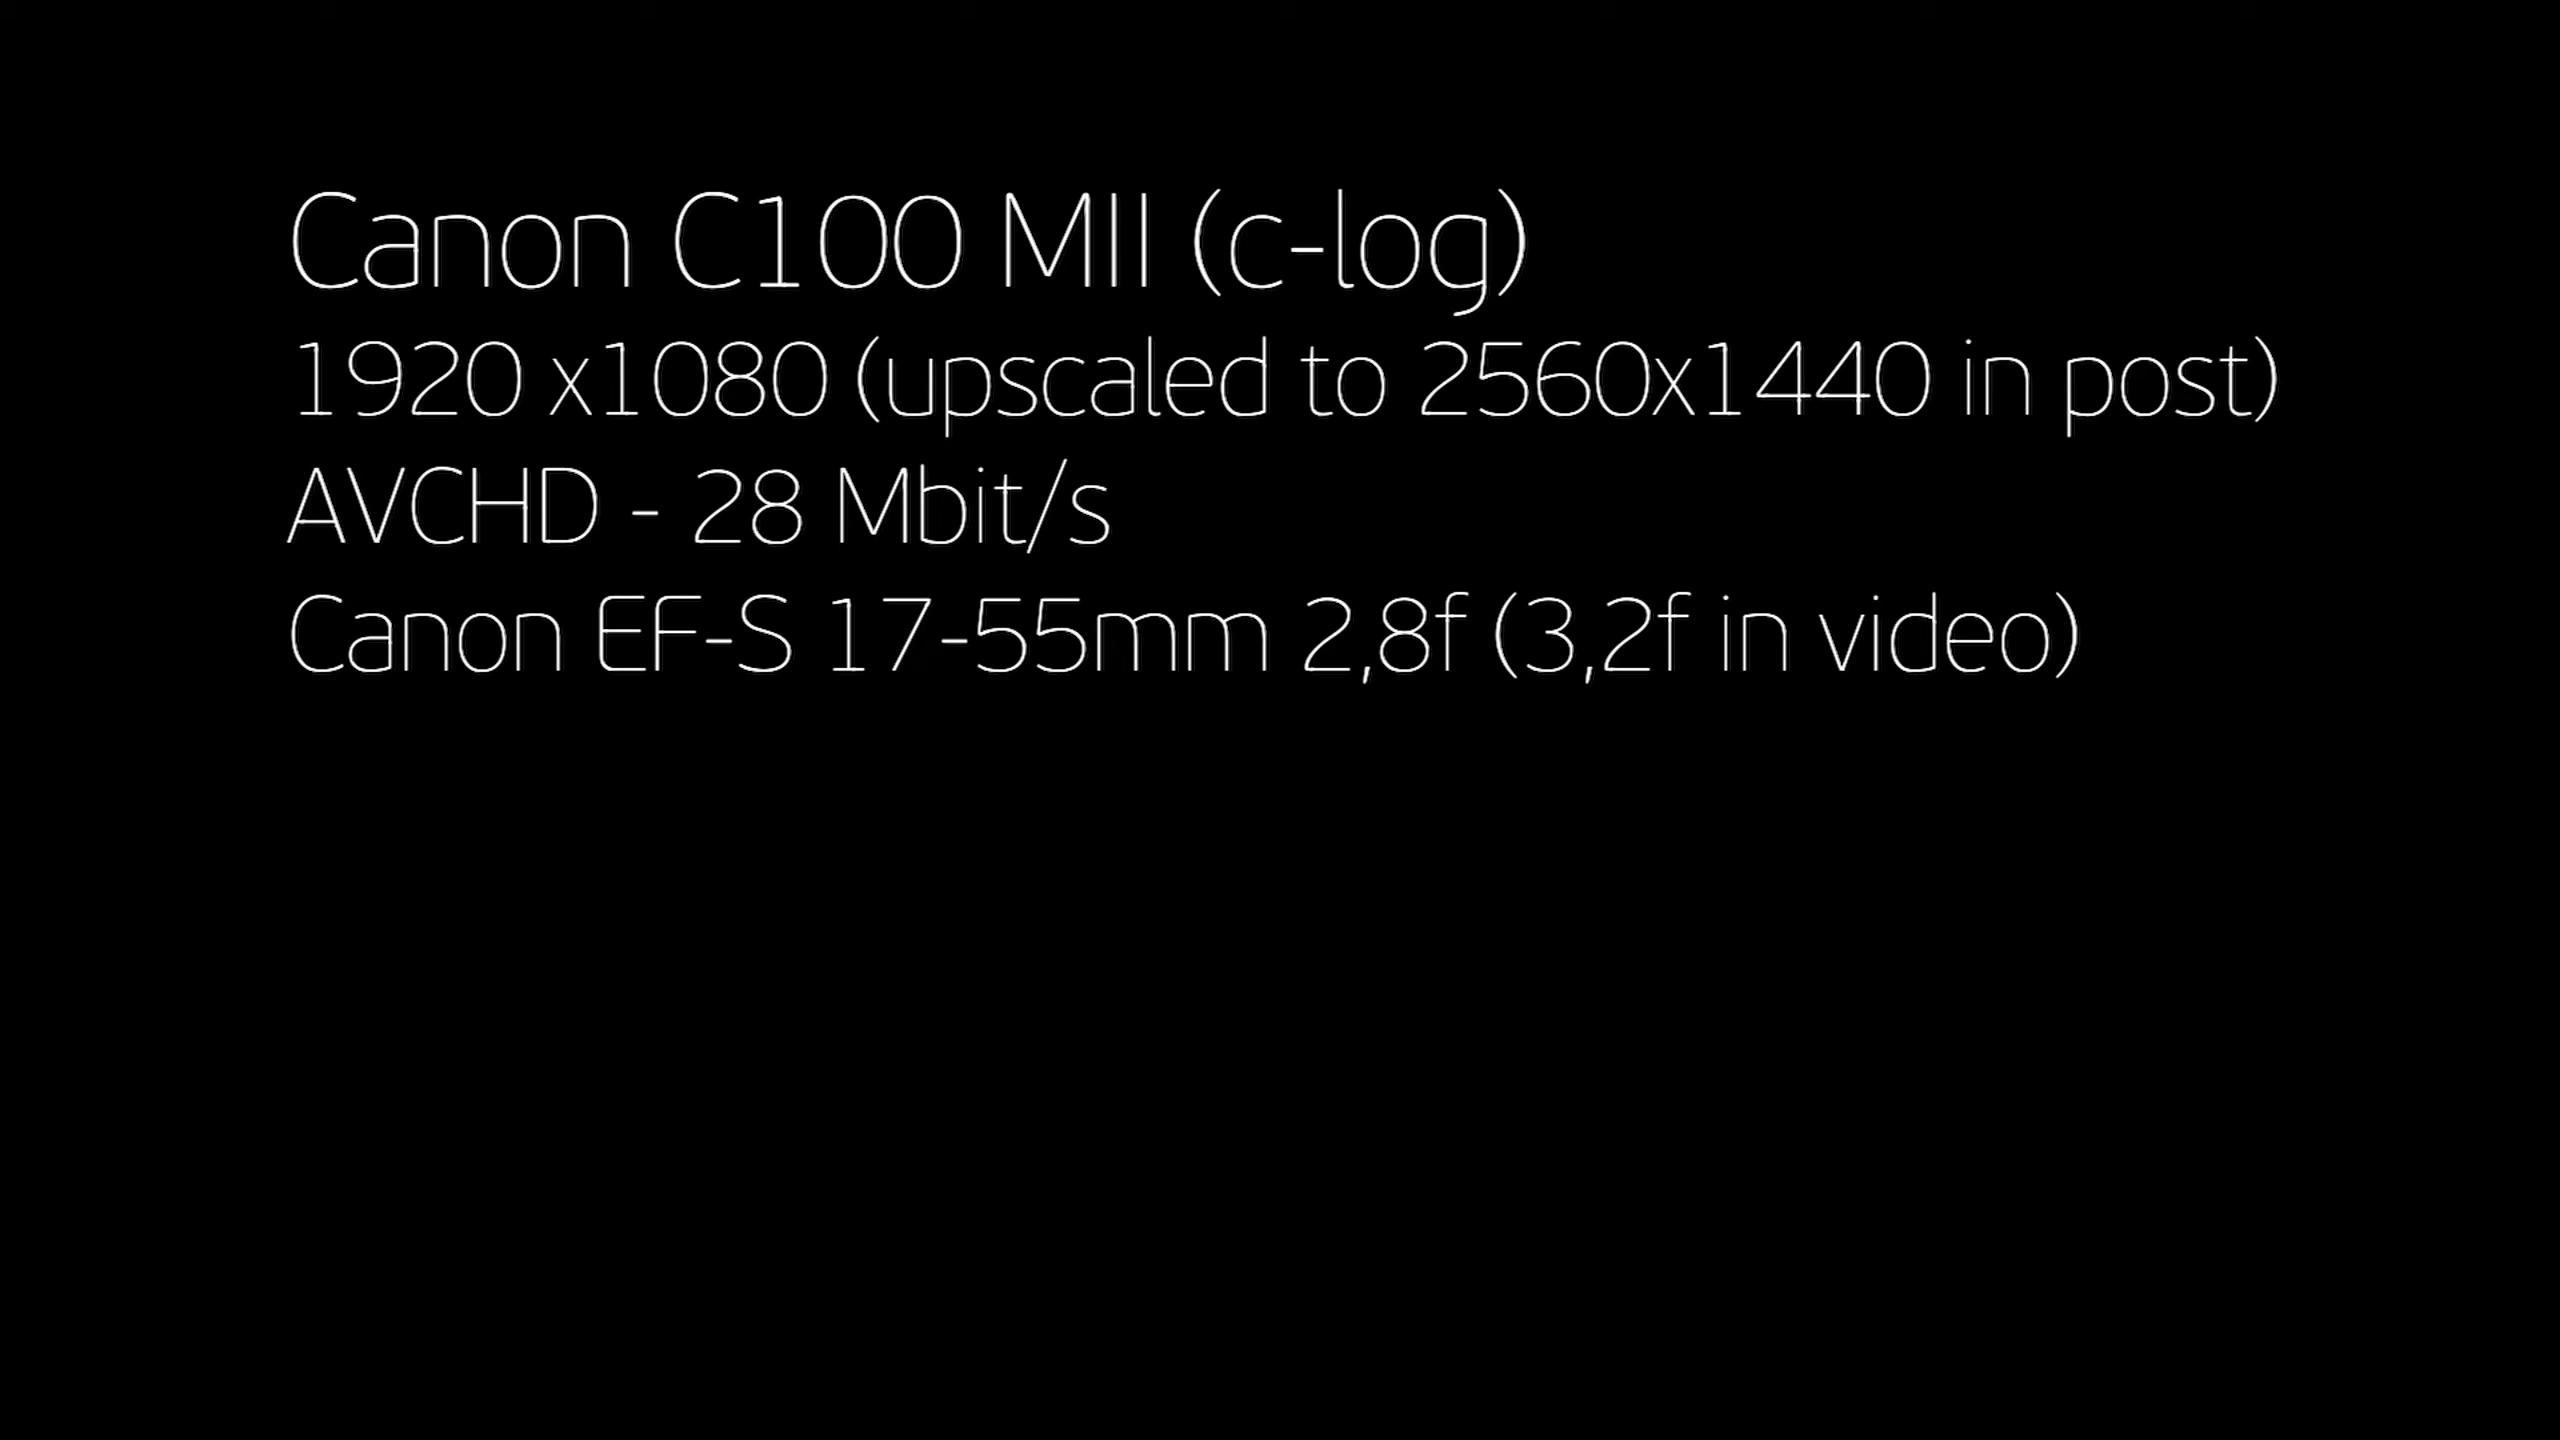 Canon C100 MII (c-log)
1920 x1080 (upscaled to 2560x1440 in post)
AVCHD - 28 Mbit/s
Canon EF-S 17-55mm 2,8f (3,2f in video)